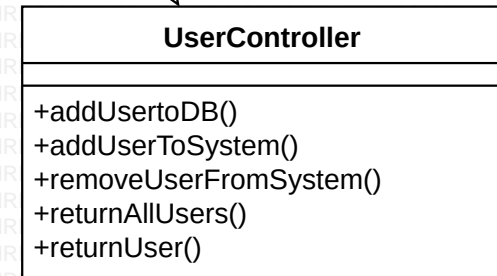 UserController
+addUsertoDB()
+addUserToSystem()
+removeUserFromSystem()
+returnAllUsers()
+returnUser()